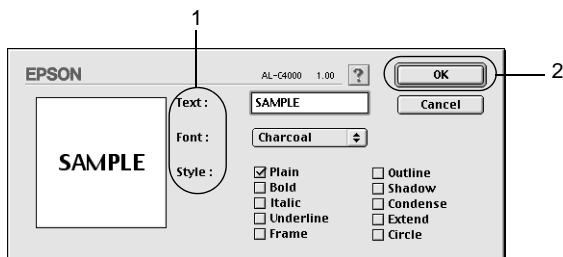 1
EPSON
AL-C4000 1.00 ?
OK
2
Text :
SAMPLE
Cancel
Font :
Charcoal
SAMPLE
Style :
Plain
Outline
Bold
Shadow
Italic
Condense
Underline
Extend
Frame
Circle